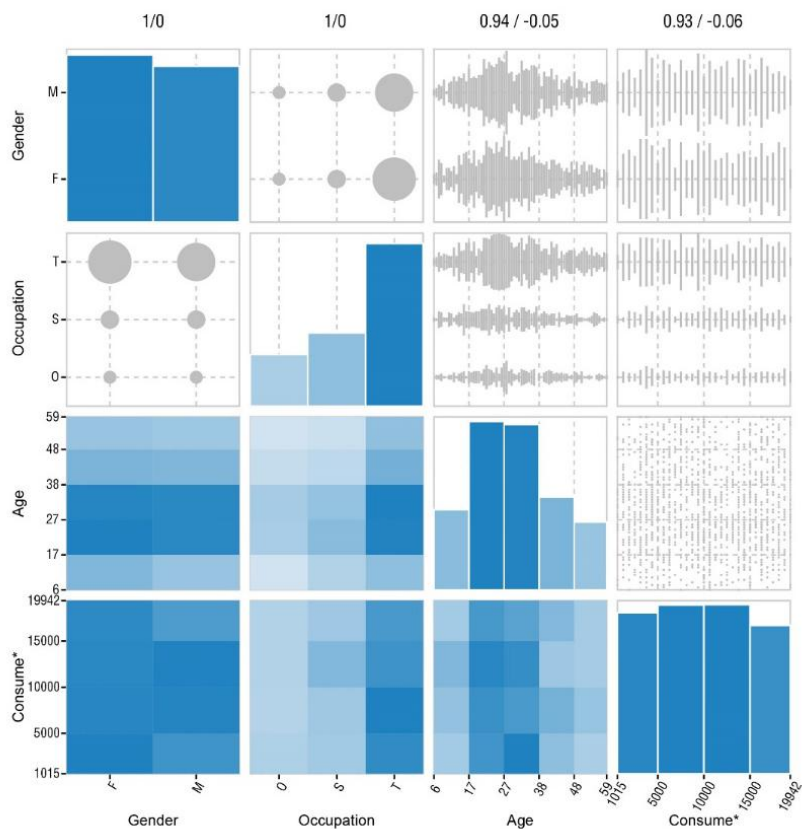 1/0 1/0 0.94 / -0.05 0.93 / -0.06
Gender
M
F
Occupation
T
S
O
Age
59
48
38
27
17
6
Consume*
19942
15000
10000
5000
1015
F M O S T 6 17 27 38 48 59 1015 5000 10000 15000 19942
Gender Occupation Age Consume*